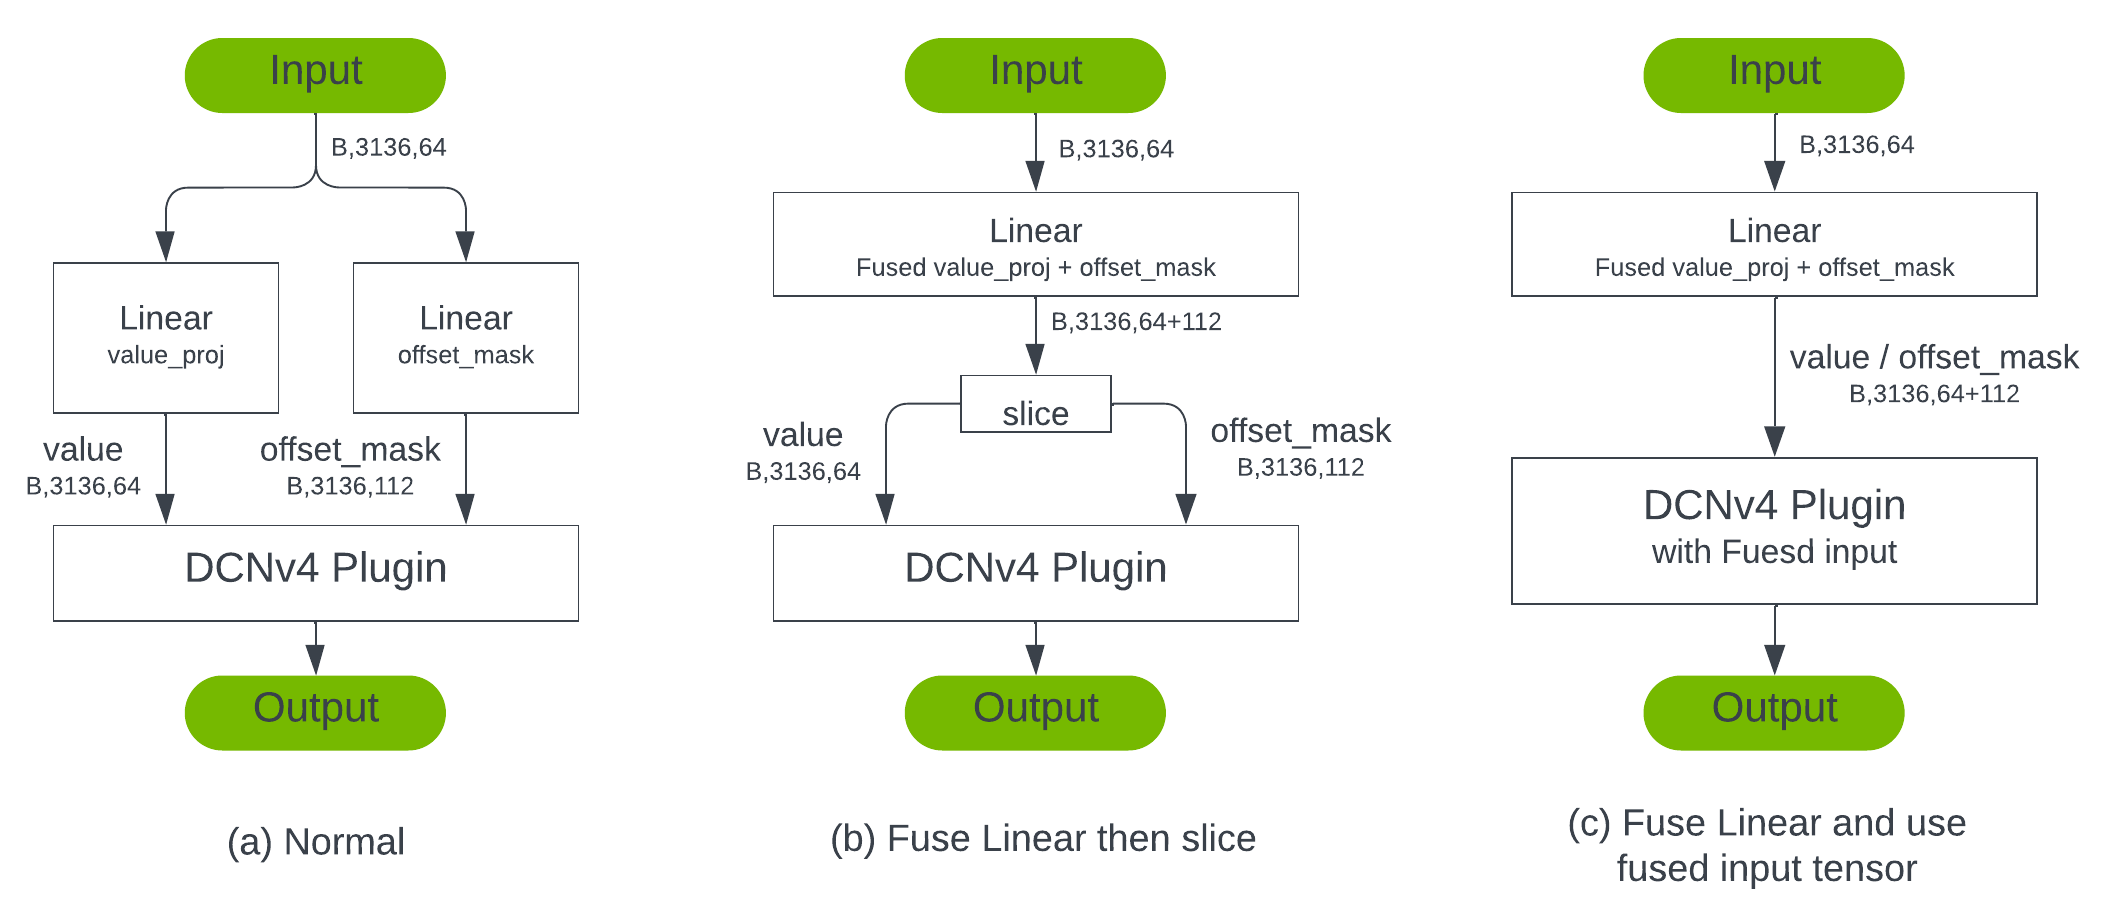 Input
B,3136,64
Linear
value_proj
Linear
offset_mask
value
B,3136,64
offset_mask
B,3136,112
DCNv4 Plugin
Output
(a) Normal
Input
B,3136,64
Linear
Fused value_proj + offset_mask
B,3136,64+112
slice
value
B,3136,64
offset_mask
B,3136,112
DCNv4 Plugin
Output
(b) Fuse Linear then slice
Input
B,3136,64
Linear
Fused value_proj + offset_mask
value / offset_mask
B,3136,64+112
DCNv4 Plugin
with Fuesd input
Output
(c) Fuse Linear and use
fused input tensor